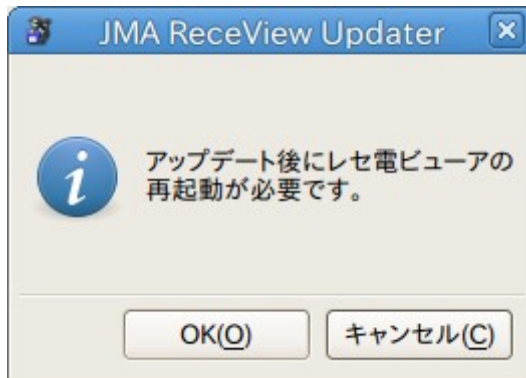 JMA ReceView Updater
アップデート後にレセ電ビューアの
再起動が必要です。
OK(O)
キャンセル(C)